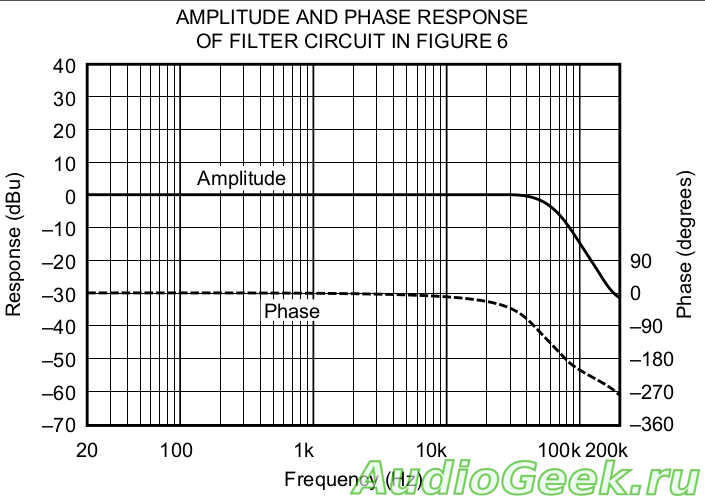 AMPLITUDE AND PHASE RESPONSE
OF FILTER CIRCUIT IN FIGURE 6
40
30
20
10
0
–10
–20
–30
–40
–50
–60
–70
Response (dBu)
Amplitude
Phase
90
0
–90
–180
–270
–360
Phase (degrees)
20 100 1k 10k 100k 200k
Frequency (Hz)
AudioGeek.ru